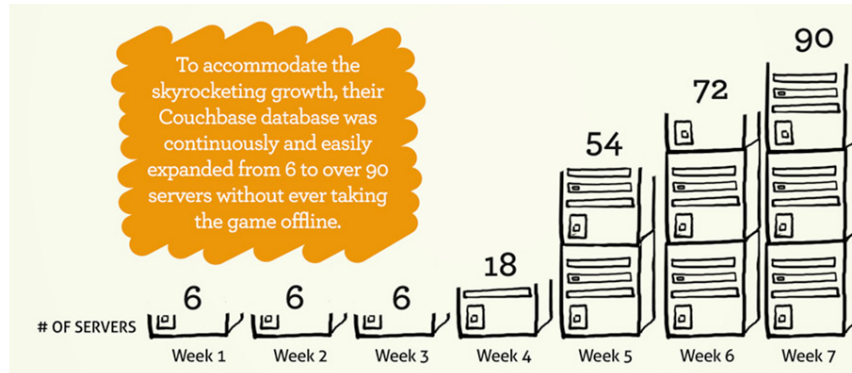 To accommodate the
skyrocketing growth, their
Couchbase database was
continuously and easily
expanded from 6 to over 90
servers without ever taking
the game offline.
90
72
54
18
6 6 6
# OF SERVERS
Week 1 Week 2 Week 3 Week 4 Week 5 Week 6 Week 7